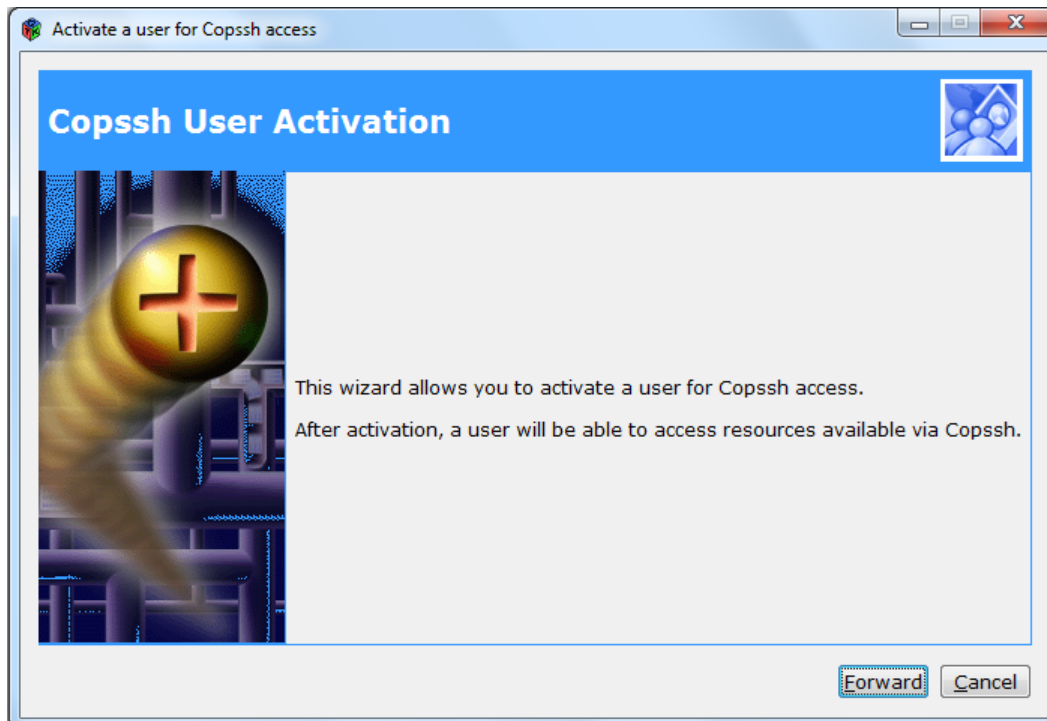 Activate a user for Copssh access
Copssh User Activation
This wizard allows you to activate a user for Copssh access.
After activation, a user will be able to access resources available via Copssh.
Forward Cancel